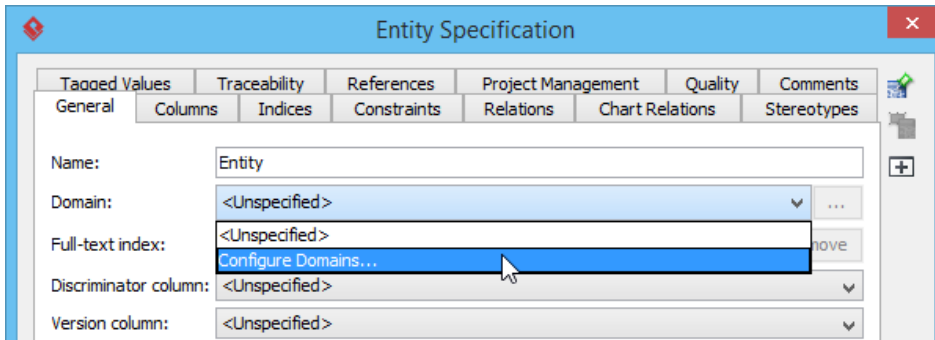 Entity Specification
Tagged Values Traceability References Project Management Quality Comments
General Columns Indices Constraints Relations Chart Relations Stereotypes
Name: Entity
Domain: <Unspecified> ...
<Unspecified>
Full-text index:
Configure Domains...
Discriminator column: <Unspecified>
Version column: <Unspecified>